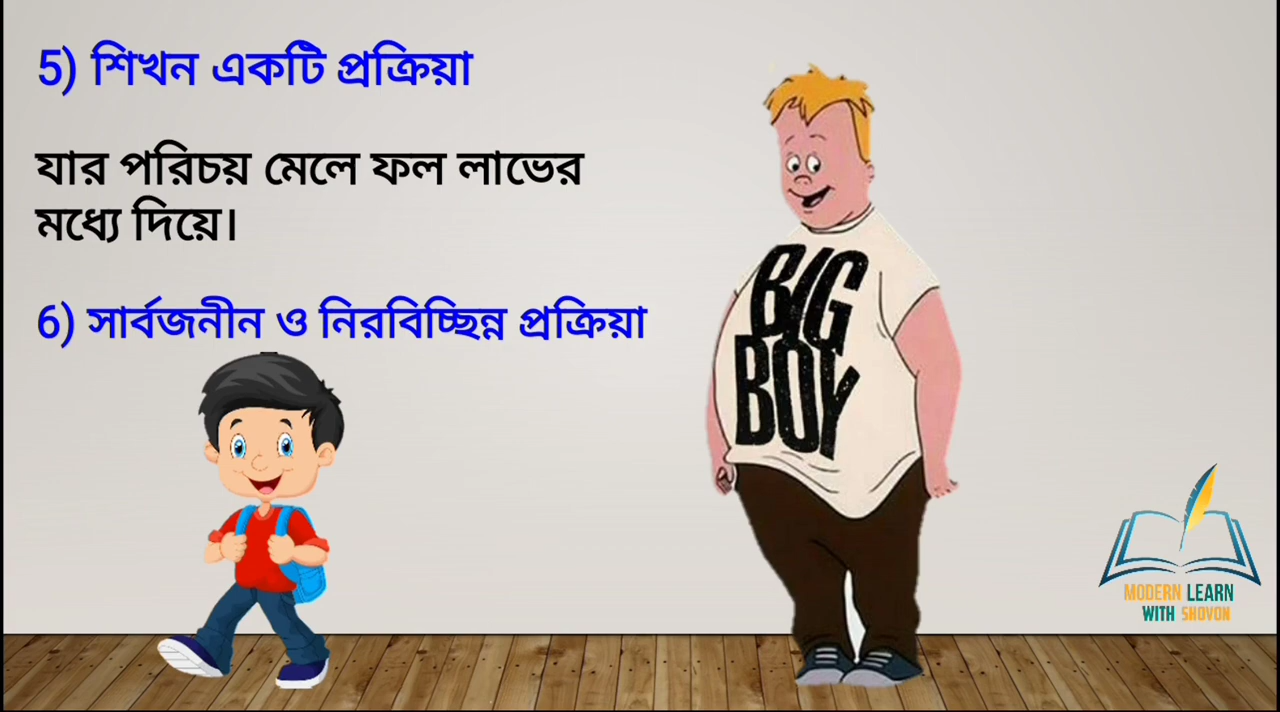 5) শিখন একটি প্রক্রিয়া
যার পরিচয় মেলে ফল লাভের
মধ্যে দিয়ে।
6) সার্বজনীন ও নিরবিচ্ছিন্ন প্রক্রিয়া
BIG
BOY
MODERN LEARN
WITH SHOVON